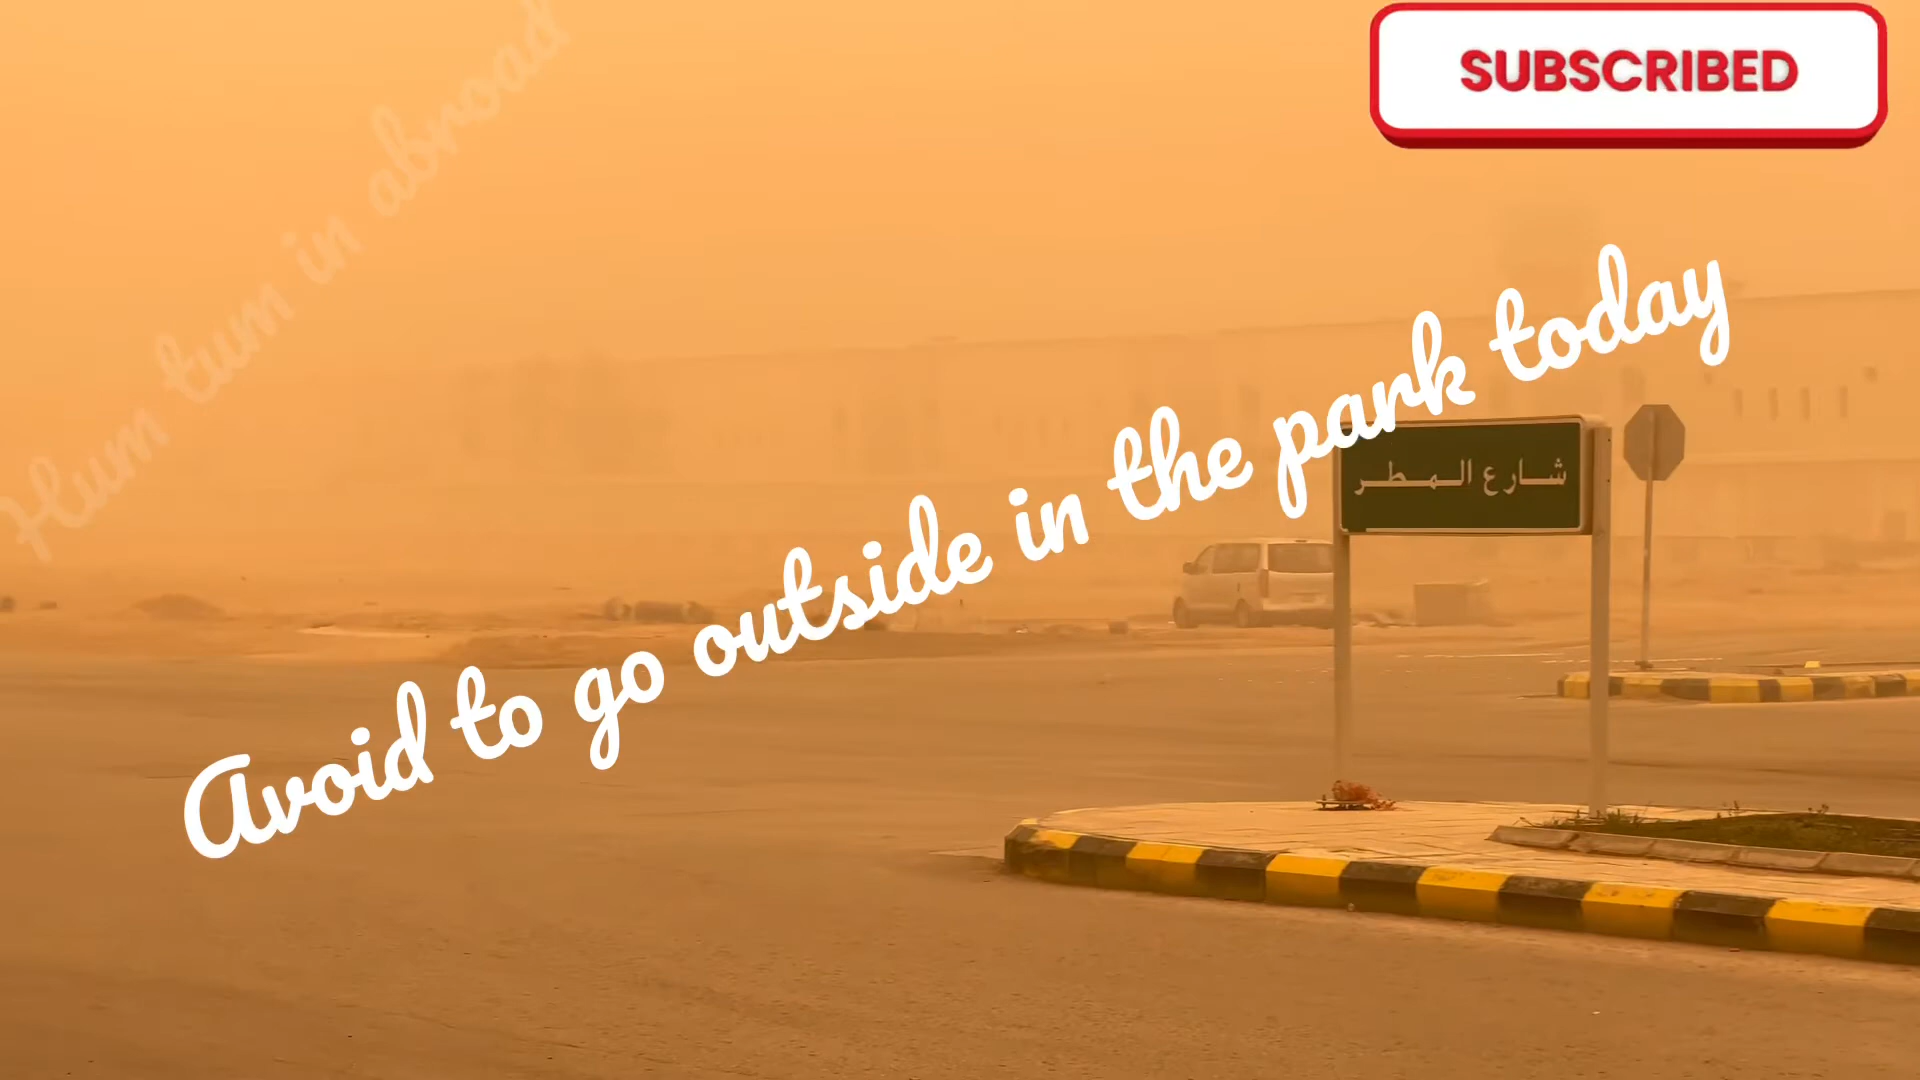 Hum tum in abroad
SUBSCRIBED
Avoid to go outside in the park today
شارع المطر